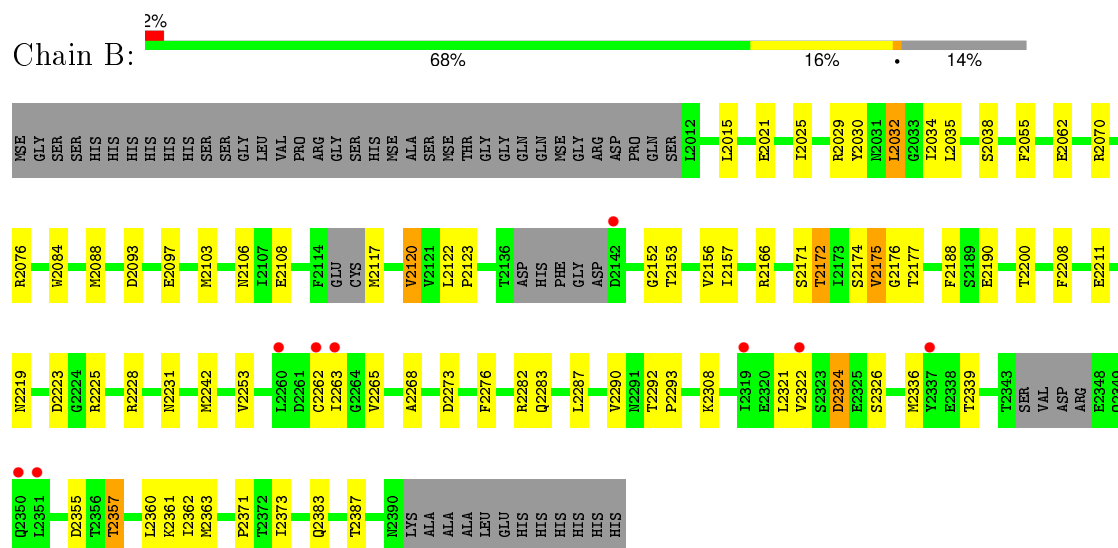 2%
Chain B: 68% 16% • 14%
MSE GLY SER SER HIS HIS HIS HIS HIS HIS SER SER GLY LEU VAL PRO ARG GLY SER HIS MSE ALA SER MSE THR GLY GLY GLN GLN MSE GLY ARG ASP PRO GLN SER L2012 L2015 E2021 I2025 R2029 Y2030 N2031 L2032 G2033 I2034 L2035 S2038 F2055 E2062 R2070
R2076 W2084 M2088 D2093 E2097 M2103 N2106 I2107 E2108 F2114 GLU CYS M2117 V2120 V2121 L2122 P2123 T2136 ASP HIS PHE GLY ASP D2142 G2152 T2153 V2156 I2157 R2166 S2171 T2172 I2173 S2174 V2175 G2176 T2177 F2188 S2189 E2190 T2200 F2208 E2211
N2219 D2223 G2224 R2225 R2228 N2231 M2242 V2253 L2260 D2261 C2262 I2263 G2264 V2265 A2268 D2273 F2276 R2282 Q2283 L2287 V2290 N2291 T2292 P2293 K2308 I2319 E2320 L2321 V2322 S2323 D2324 E2325 S2326 M2336 Y2337 E2338 T2339 T2343 SER VAL ASP ARG E2348
Q2350 L2351 D2355 T2356 T2357 L2360 K2361 I2362 M2363 P2371 T2372 I2373 Q2383 T2387 N2390 LYS ALA ALA ALA LEU GLU HIS HIS HIS HIS HIS HIS